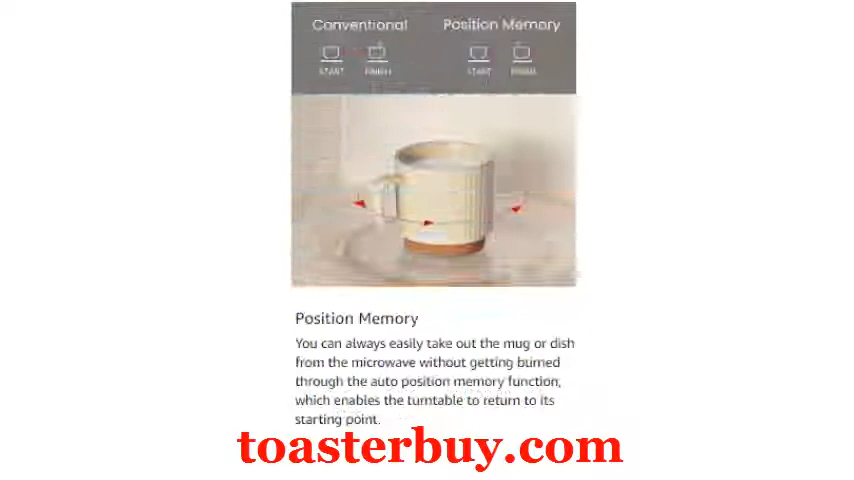 Conventional Position Memory
START FINISH START FINISH
Position Memory
You can always easily take out the mug or dish
from the microwave without getting burned
through the auto position memory function,
which enables the turntable to return to its
starting point.
toasterbuy.com